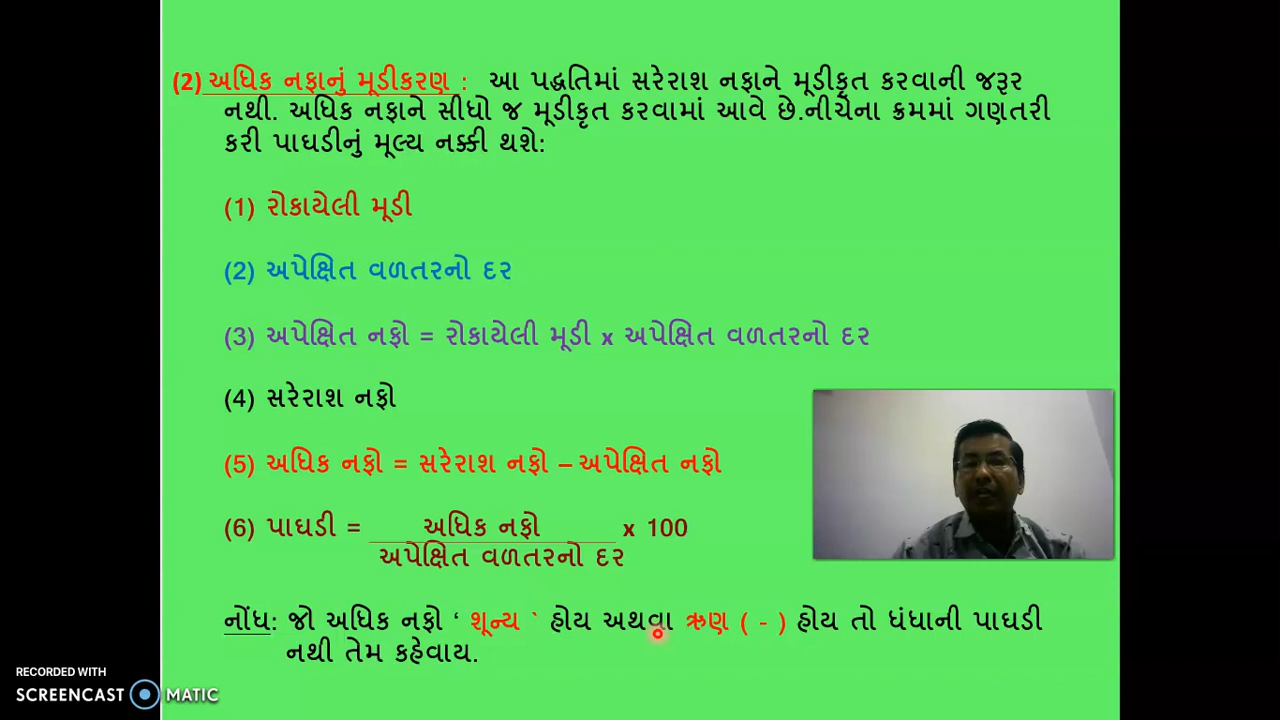 (2) અધિક નફાનું મૂડીકરણ : આ પદ્ધતિમાં સરેરાશ નફાને મૂડીકૃત કરવાની જરૂર
નથી. અધિક નફાને સીધો જ મૂડીકૃત કરવામાં આવે છે.નીચેના ક્રમમાં ગણતરી
કરી પાઘડીનું મૂલ્ય નક્કી થશે:
(1) રોકાયેલી મૂડી
(2) અપેક્ષિત વળતરનો દર
(3) અપેક્ષિત નફો = રોકાયેલી મૂડી x અપેક્ષિત વળતરનો દર
(4) સરેરાશ નફો
(5) અધિક નફો = સરેરાશ નફો – અપેક્ષિત નફો
(6) પાઘડી = અધિક નફો x 100
અપેક્ષિત વળતરનો દર
નોંધ: જો અધિક નફો ‘ શૂન્ય ` હોય અથવા ઋણ ( - ) હોય તો ધંધાની પાઘડી
નથી તેમ કહેવાય.
RECORDED WITH
SCREENCAST MATIC